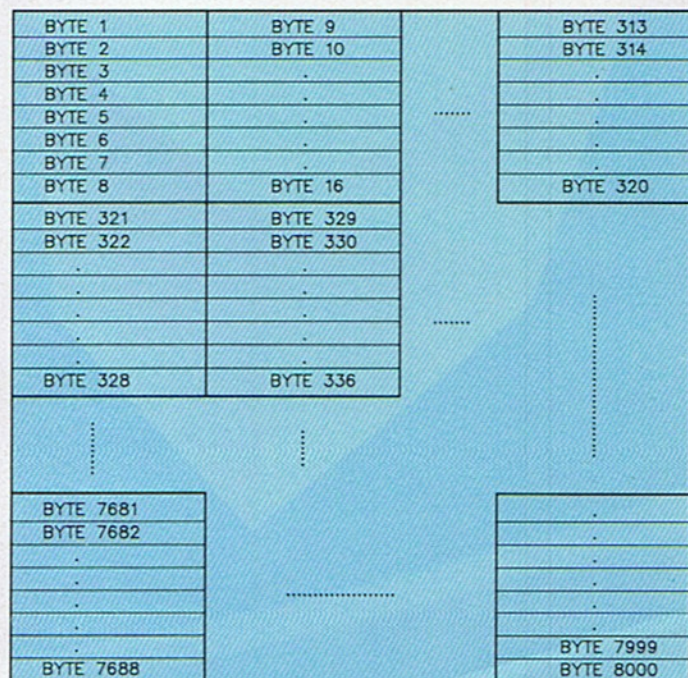 BYTE 1 BYTE 9 BYTE 313
BYTE 2 BYTE 10 BYTE 314
BYTE 3 . .
BYTE 4 . .
BYTE 5 . .
BYTE 6 . .
BYTE 7 . .
BYTE 8 BYTE 16 BYTE 320
BYTE 321 BYTE 329
BYTE 322 BYTE 330
. .
. .
. .
. .
. .
BYTE 328 BYTE 336
BYTE 7681 .
BYTE 7682 .
. .
. .
. .
. .
. BYTE 7999
BYTE 7688 BYTE 8000